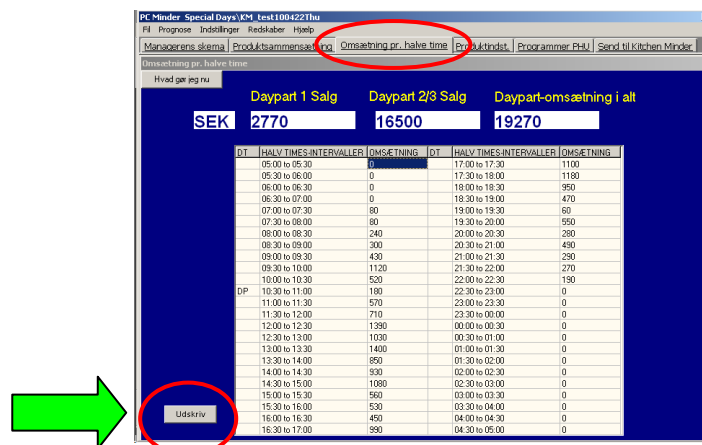 PC Minder Special Days\KM_test100422Thu
Fil Prognose Indstillinger Redskaber Hjælp
Managerens skema Produktsammensætning Omsætning pr. halve time Produktindst. Programmer PHU Send til Kitchen Minder
Omsætning pr. halve time
Hvad gør jeg nu
Daypart 1 Salg Daypart 2/3 Salg Daypart-omsætning i alt
SEK 2770 16500 19270
DT HALV TIMES-INTERVALLER OMSÆTNING DT HALV TIMES-INTERVALLER OMSÆTNING
05:00 to 05:30 0 17:00 to 17:30 1100
05:30 to 06:00 0 17:30 to 18:00 1180
06:00 to 06:30 0 18:00 to 18:30 950
06:30 to 07:00 0 18:30 to 19:00 470
07:00 to 07:30 80 19:00 to 19:30 60
07:30 to 08:00 80 19:30 to 20:00 550
08:00 to 08:30 240 20:00 to 20:30 280
08:30 to 09:00 300 20:30 to 21:00 490
09:00 to 09:30 430 21:00 to 21:30 290
09:30 to 10:00 1120 21:30 to 22:00 270
10:00 to 10:30 520 22:00 to 22:30 190
DP 10:30 to 11:00 180 22:30 to 23:00 0
11:00 to 11:30 570 23:00 to 23:30 0
11:30 to 12:00 710 23:30 to 00:00 0
12:00 to 12:30 1390 00:00 to 00:30 0
12:30 to 13:00 1030 00:30 to 01:00 0
13:00 to 13:30 1400 01:00 to 01:30 0
13:30 to 14:00 850 01:30 to 02:00 0
14:00 to 14:30 930 02:00 to 02:30 0
14:30 to 15:00 1080 02:30 to 03:00 0
15:00 to 15:30 560 03:00 to 03:30 0
15:30 to 16:00 530 03:30 to 04:00 0
16:00 to 16:30 450 04:00 to 04:30 0
16:30 to 17:00 990 04:30 to 05:00 0
Udskriv